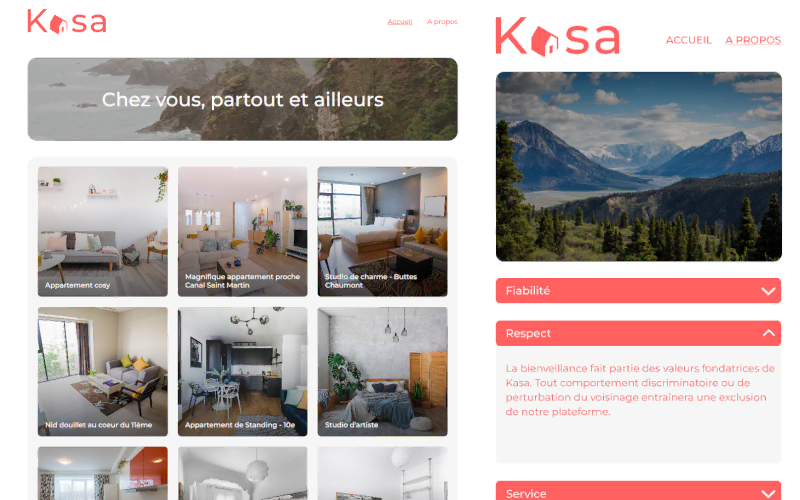 Kasa
Accueil A propos
Chez vous, partout et ailleurs
Appartement cosy
Magnifique appartement proche
Canal Saint Martin
Studio de charme - Buttes
Chaumont
Nid douillet au coeur du 11ème
Appartement de Standing - 10e
Studio d'artiste
Kasa
ACCUEIL A PROPOS
Fiabilité
Respect
La bienveillance fait partie des valeurs fondatrices de
Kasa. Tout comportement discriminatoire ou de
perturbation du voisinage entraînera une exclusion
de notre plateforme.
Service